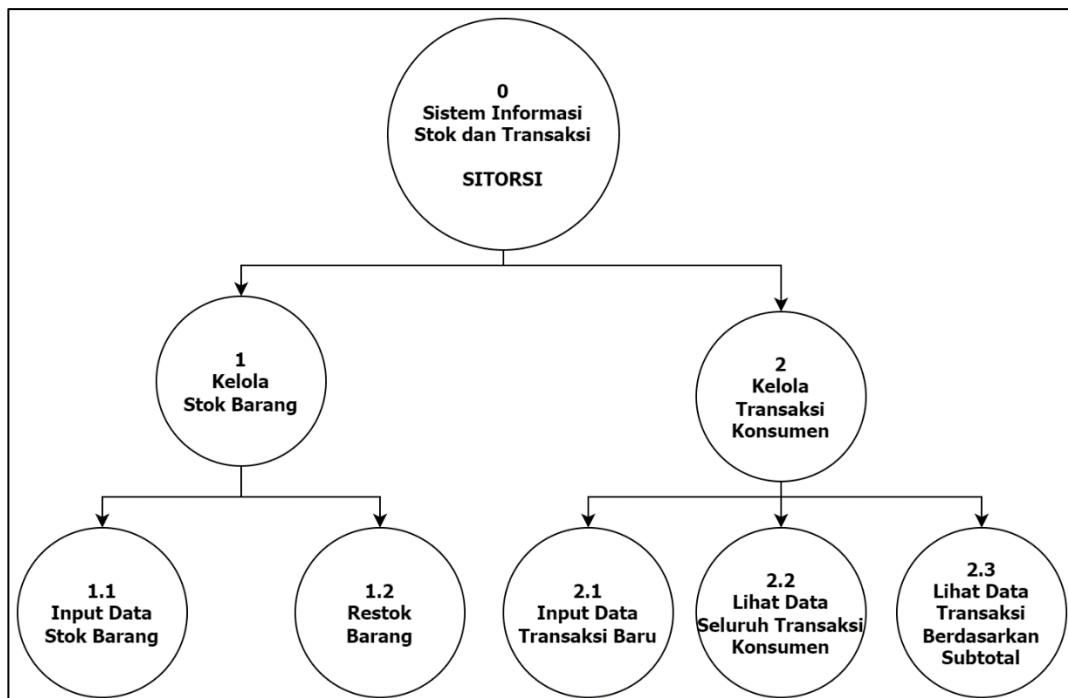 0
Sistem Informasi
Stok dan Transaksi
SITORSI
1
Kelola
Stok Barang
2
Kelola
Transaksi
Konsumen
1.1
Input Data
Stok Barang
1.2
Restok
Barang
2.1
Input Data
Transaksi Baru
2.2
Lihat Data
Seluruh Transaksi
Konsumen
2.3
Lihat Data
Transaksi
Berdasarkan
Subtotal